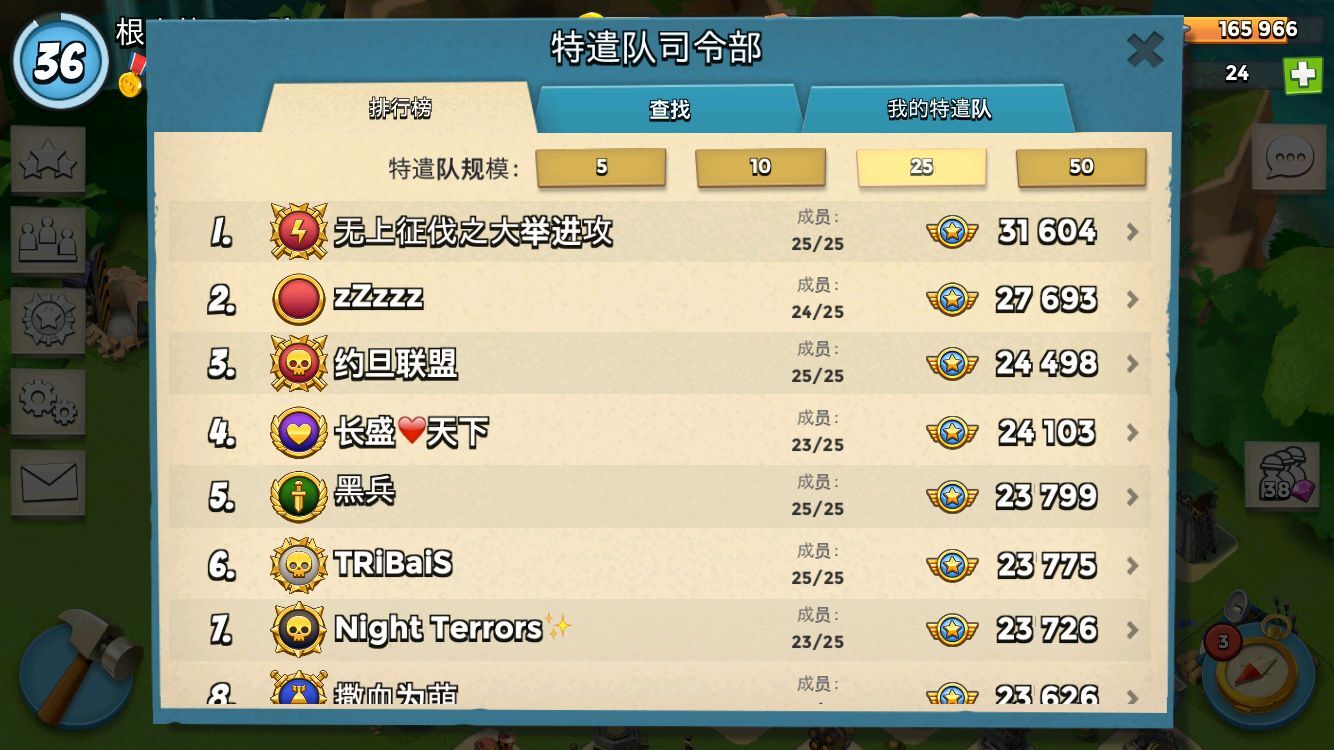 36
根
165 966
24
特遣队司令部
排行榜
查找
我的特遣队
特遣队规模:
5
10
25
50
1. 无上征伐之大举进攻 成员: 25/25 31 604
2. zZzzz 成员: 24/25 27 693
3. 约旦联盟 成员: 25/25 24 498
4. 长盛❤️天下 成员: 23/25 24 103
5. 黑兵 成员: 25/25 23 799
6. TRiBaiS 成员: 25/25 23 775
7. Night Terrors✨ 成员: 23/25 23 726
8. 撒血为萌 成员: 23 626
38
3